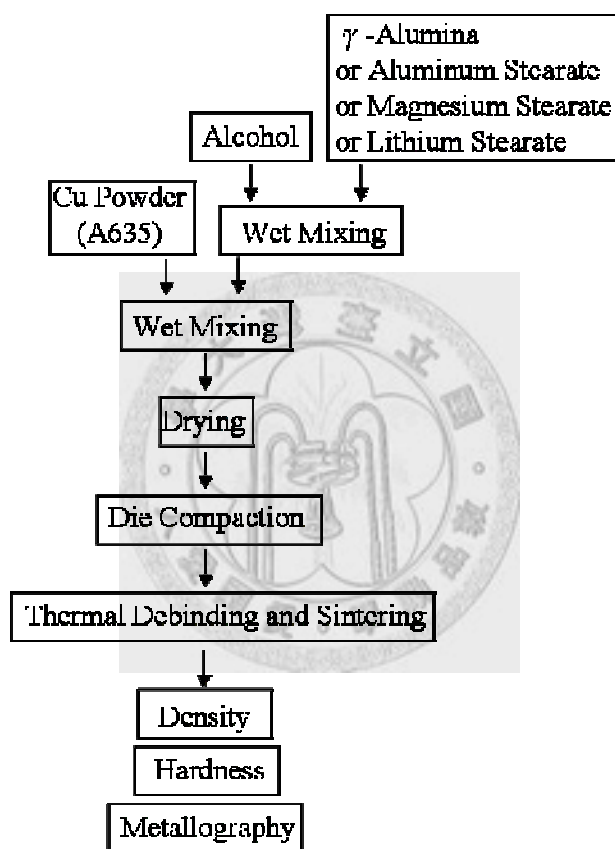 γ -Alumina
or Aluminum Stearate
or Magnesium Stearate
or Lithium Stearate
Alcohol
Cu Powder
(A635)
Wet Mixing
Wet Mixing
Drying
Die Compaction
Thermal Debinding and Sintering
Density
Hardness
Metallography